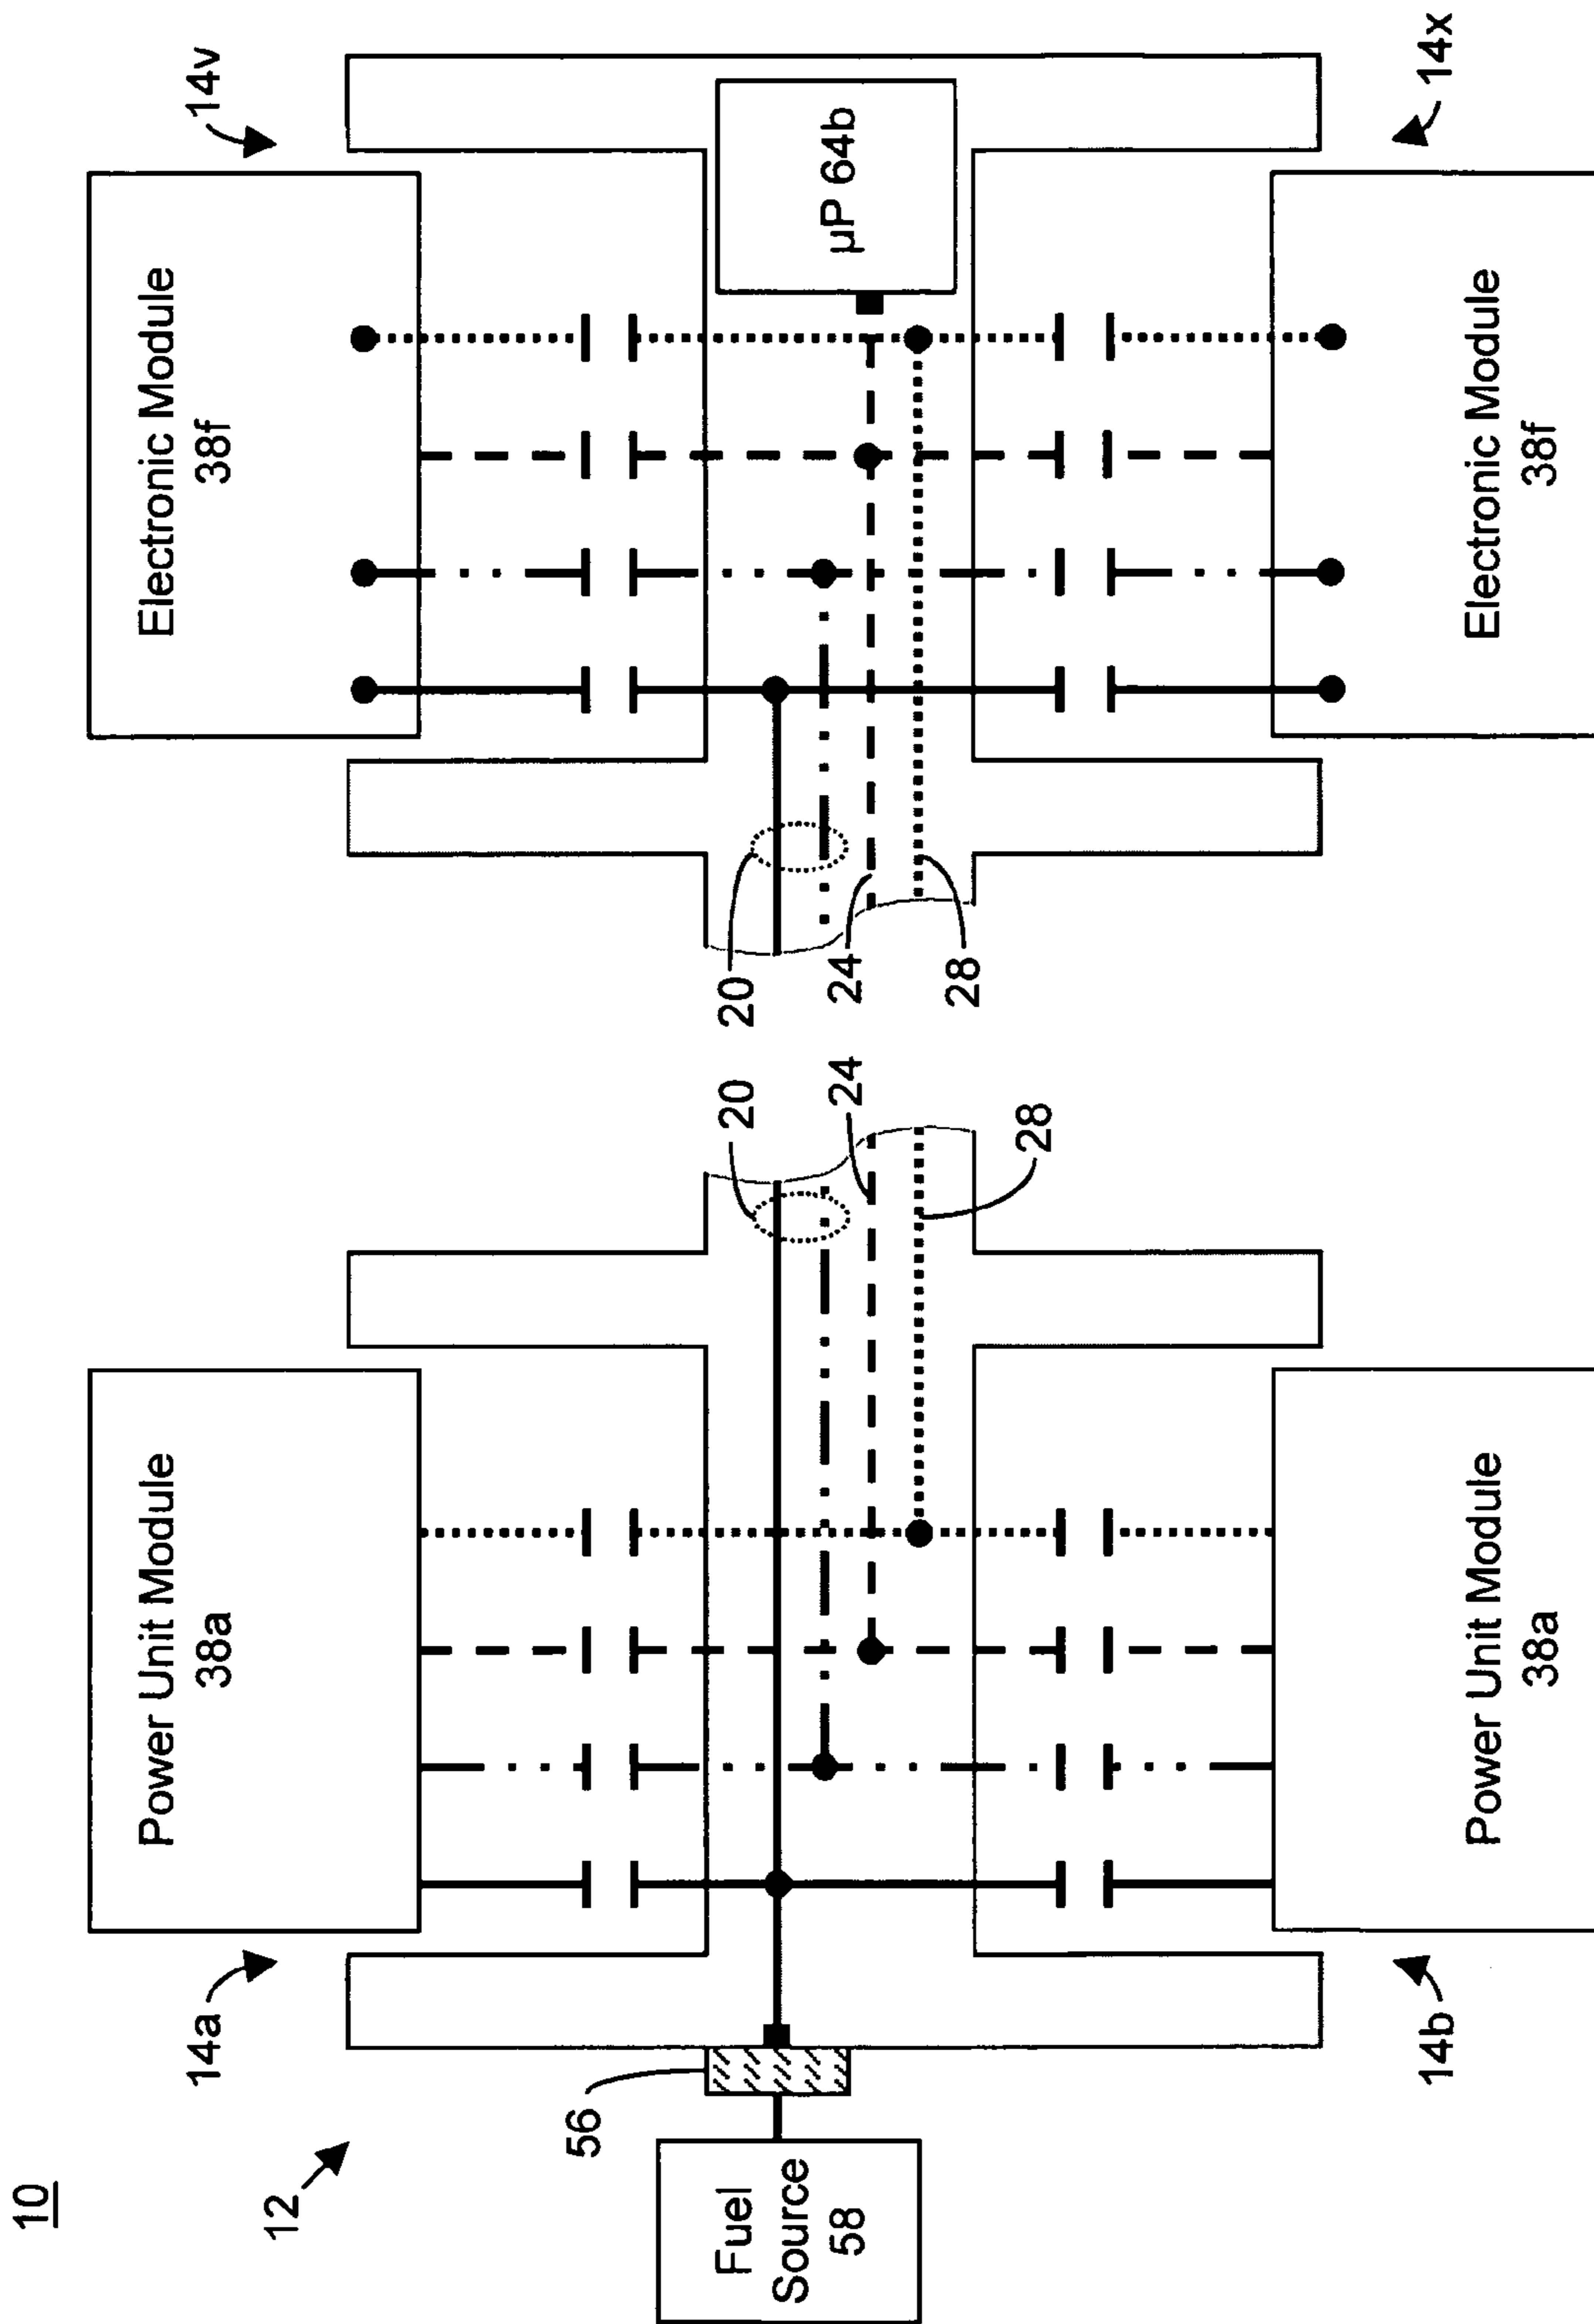 10
12
14a
Power Unit Module
38a
Electronic Module
38f
14v
56
Fuel
Source
58
20
24
28
20
24
28
µP 64b
14b
Power Unit Module
38a
Electronic Module
38f
14x